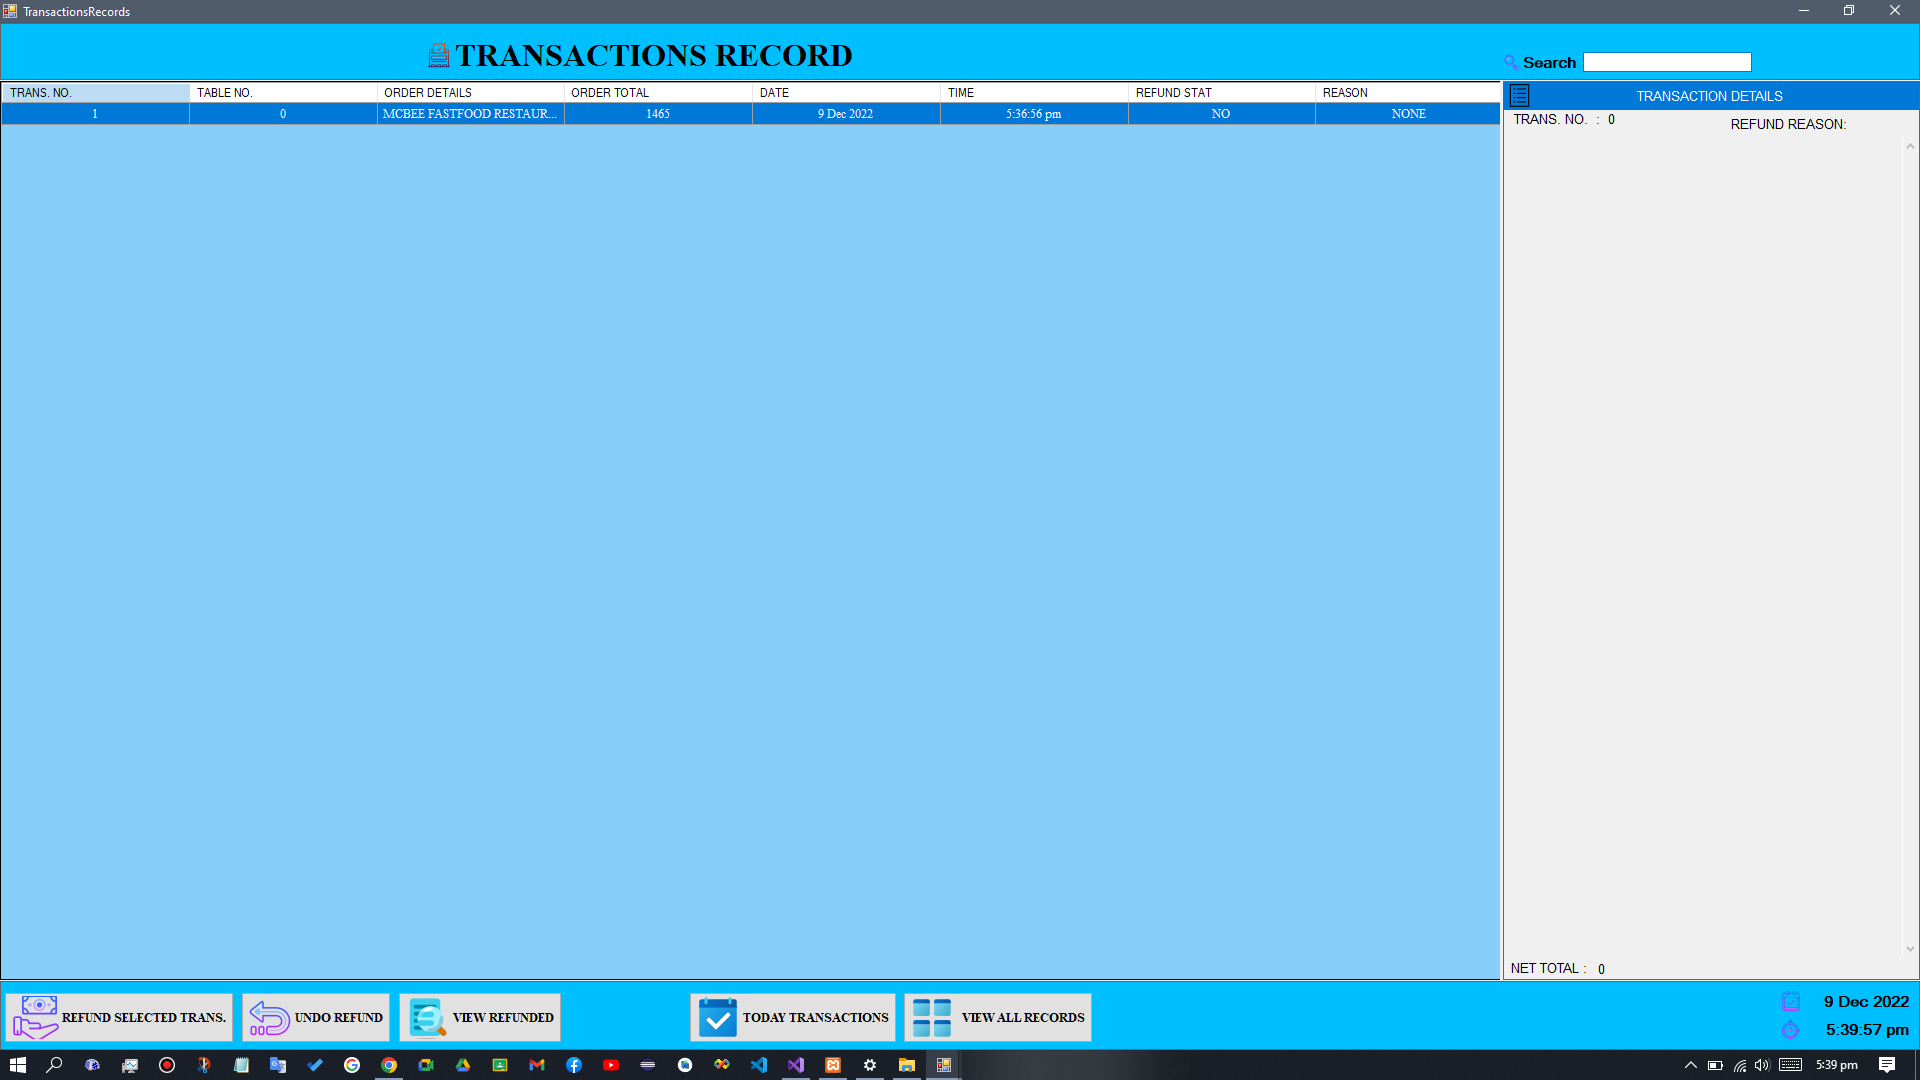 TransactionsRecords
TRANSACTIONS RECORD
Search
TRANS. NO. TABLE NO. ORDER DETAILS ORDER TOTAL DATE TIME REFUND STAT REASON
1 0 MCBEE FASTFOOD RESTAUR... 1465 9 Dec 2022 5:36:56 pm NO NONE
TRANSACTION DETAILS
TRANS. NO. : 0
REFUND REASON:
NET TOTAL : 0
REFUND SELECTED TRANS. UNDO REFUND VIEW REFUNDED TODAY TRANSACTIONS VIEW ALL RECORDS
9 Dec 2022
5:39:57 pm
5:39 pm